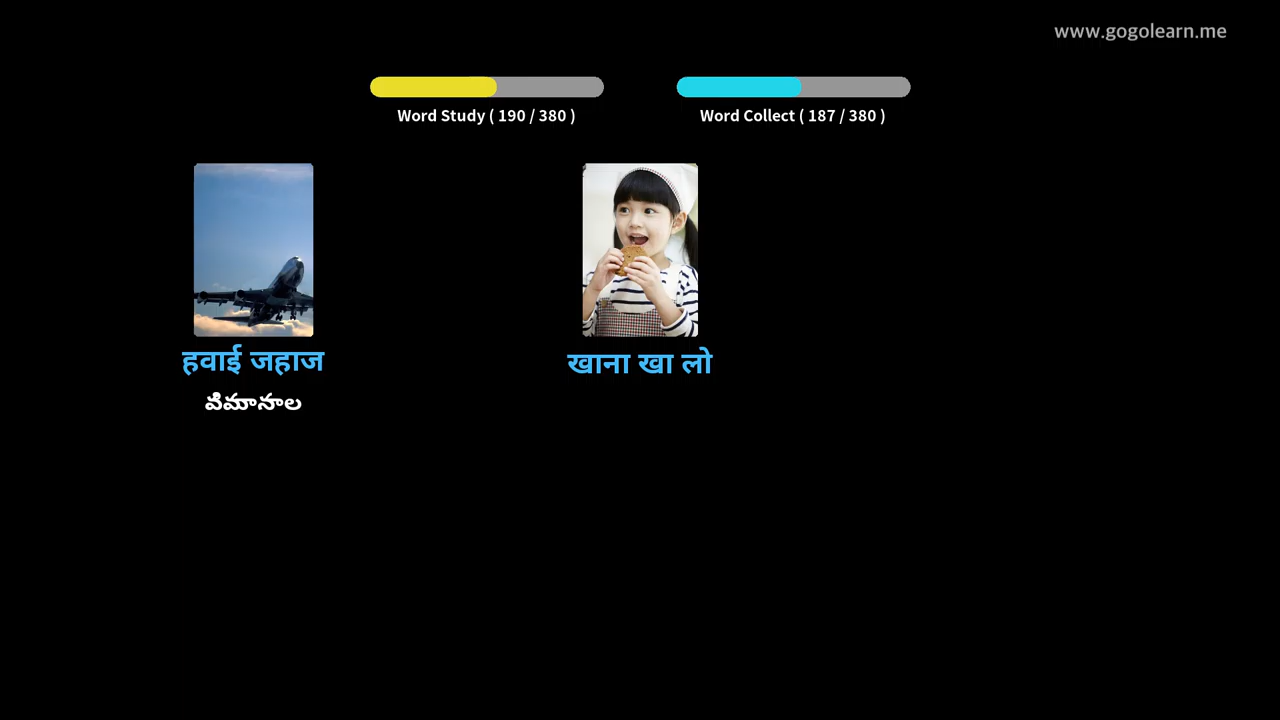 www.gogolearn.me
Word Study ( 190 / 380 )
Word Collect ( 187 / 380 )
हवाई जहाज
విమానాల
खाना खा लो